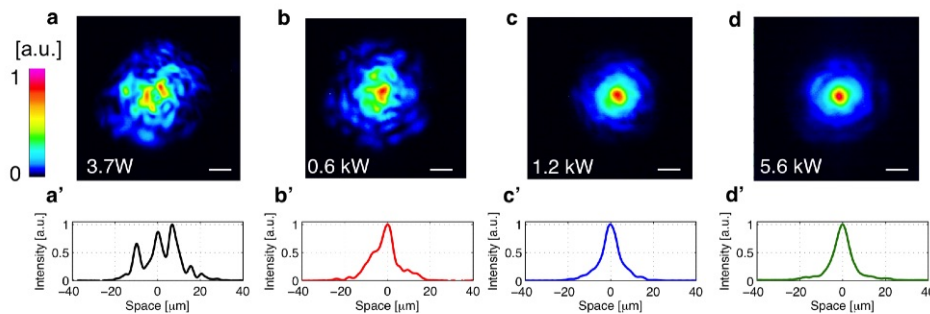 a b c d
[a.u.]
1
0
3.7W 0.6 kW 1.2 kW 5.6 kW
a' b' c' d'
Intensity [a.u.] Intensity [a.u.] Intensity [a.u.] Intensity [a.u.]
1 1 1 1
0.5 0.5 0.5 0.5
0 0 0 0
−40 −20 0 20 40 −40 −20 0 20 40 −40 −20 0 20 40 −40 −20 0 20 40
Space [μm] Space [μm] Space [μm] Space [μm]